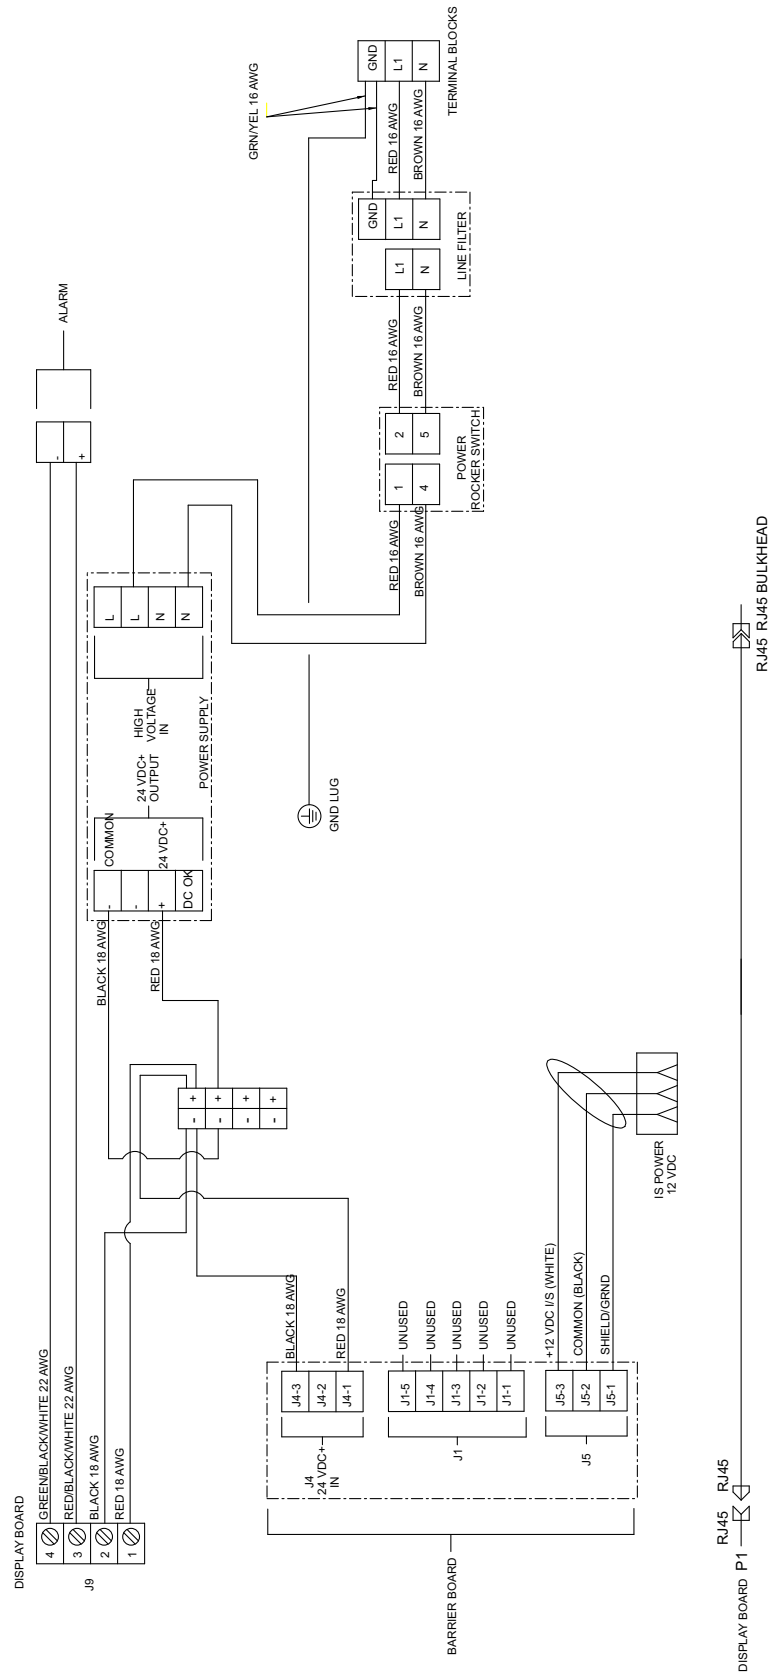 DISPLAY BOARD
J9
4
3
2
1
GREEN/BLACK/WHITE 22 AWG
RED/BLACK/WHITE 22 AWG
BLACK 18 AWG
RED 18 AWG
-
+
ALARM
BARRIER BOARD
J4
24 VDC+
IN
J4-3
J4-2
J4-1
BLACK 18 AWG
RED 18 AWG
J1
J1-5
J1-4
J1-3
J1-2
J1-1
UNUSED
UNUSED
UNUSED
UNUSED
UNUSED
J5
J5-3
J5-2
J5-1
+12 VDC I/S (WHITE)
COMMON (BLACK)
SHIELD/GRND
IS POWER
12 VDC
- +
- +
- +
- +
BLACK 18 AWG
RED 18 AWG
-
-
+
DC OK
COMMON
24 VDC+
24 VDC+
OUTPUT
HIGH
VOLTAGE
IN
POWER SUPPLY
L
L
N
N
GND LUG
RED 16 AWG
BROWN 16 AWG
1
4
2
5
POWER
ROCKER SWITCH
RED 16 AWG
BROWN 16 AWG
L1
N
GND
L1
N
LINE FILTER
GRN/YEL 16 AWG
RED 16 AWG
BROWN 16 AWG
GND
L1
N
TERMINAL BLOCKS
DISPLAY BOARD P1
RJ45
RJ45
RJ45
RJ45 BULKHEAD